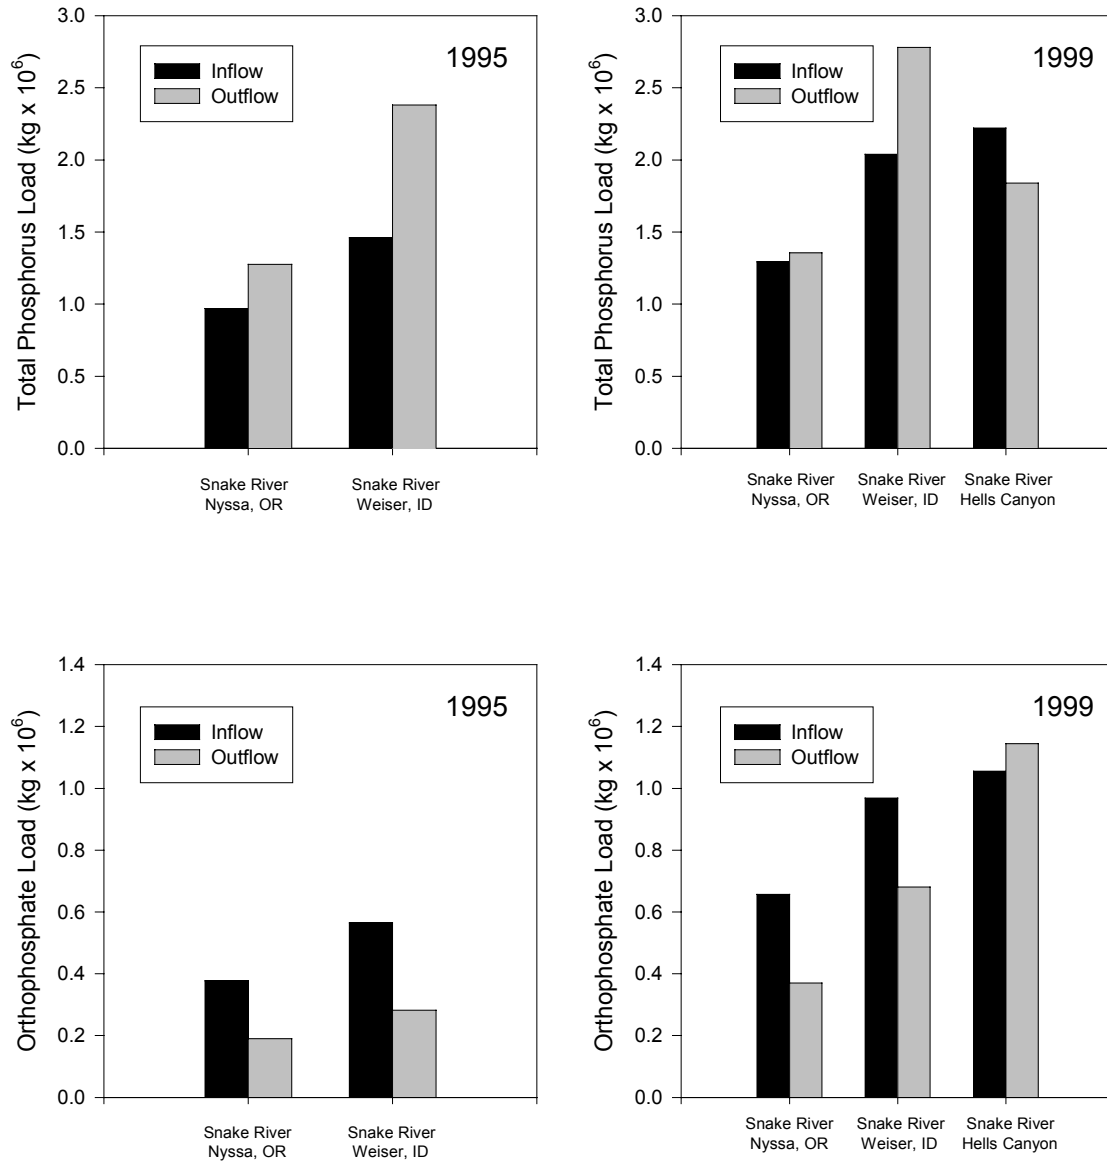 Total Phosphorus Load (kg x 10⁶)
3.0
2.5
2.0
1.5
1.0
0.5
0.0
Inflow
Outflow
1995
Snake River
Nyssa, OR
Snake River
Weiser, ID
Total Phosphorus Load (kg x 10⁶)
3.0
2.5
2.0
1.5
1.0
0.5
0.0
Inflow
Outflow
1999
Snake River
Nyssa, OR
Snake River
Weiser, ID
Snake River
Hells Canyon
Orthophosphate Load (kg x 10⁶)
1.4
1.2
1.0
0.8
0.6
0.4
0.2
0.0
Inflow
Outflow
1995
Snake River
Nyssa, OR
Snake River
Weiser, ID
Orthophosphate Load (kg x 10⁶)
1.4
1.2
1.0
0.8
0.6
0.4
0.2
0.0
Inflow
Outflow
1999
Snake River
Nyssa, OR
Snake River
Weiser, ID
Snake River
Hells Canyon